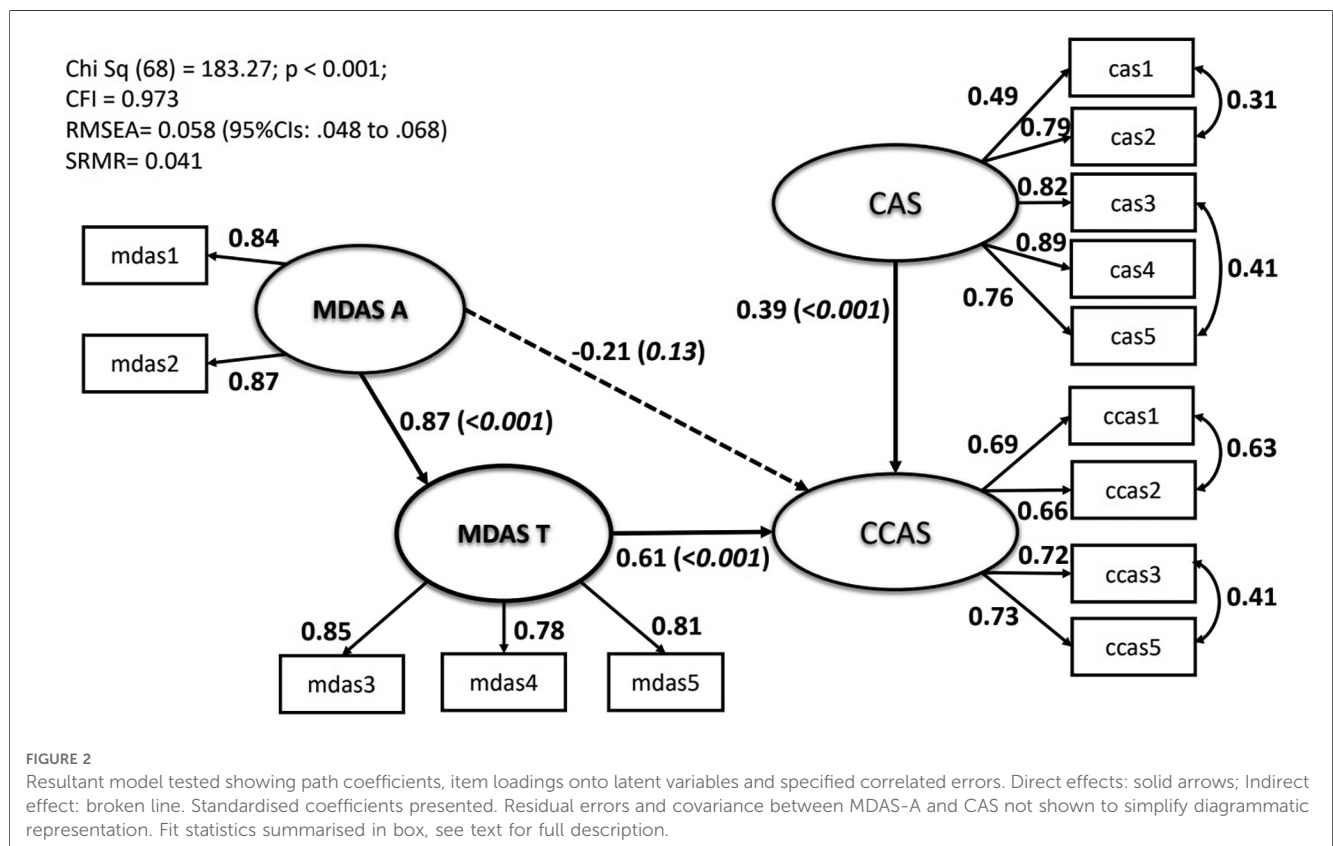 Chi Sq (68) = 183.27; p < 0.001;
CFI = 0.973
RMSEA= 0.058 (95%CIs: .048 to .068)
SRMR= 0.041
cas1
0.49
0.31
0.79
cas2
CAS
0.82
cas3
0.89
cas4
0.41
0.76
cas5
mdas1
0.84
MDAS A
mdas2
0.87
0.39 (<0.001)
-0.21 (0.13)
0.87 (<0.001)
ccas1
0.69
0.63
ccas2
0.66
MDAS T
0.61 (<0.001)
CCAS
0.72
ccas3
0.41
0.73
ccas5
0.85
0.78
0.81
mdas3
mdas4
mdas5
FIGURE 2
Resultant model tested showing path coefficients, item loadings onto latent variables and specified correlated errors. Direct effects: solid arrows; Indirect
effect: broken line. Standardised coefficients presented. Residual errors and covariance between MDAS-A and CAS not shown to simplify diagrammatic
representation. Fit statistics summarised in box, see text for full description.